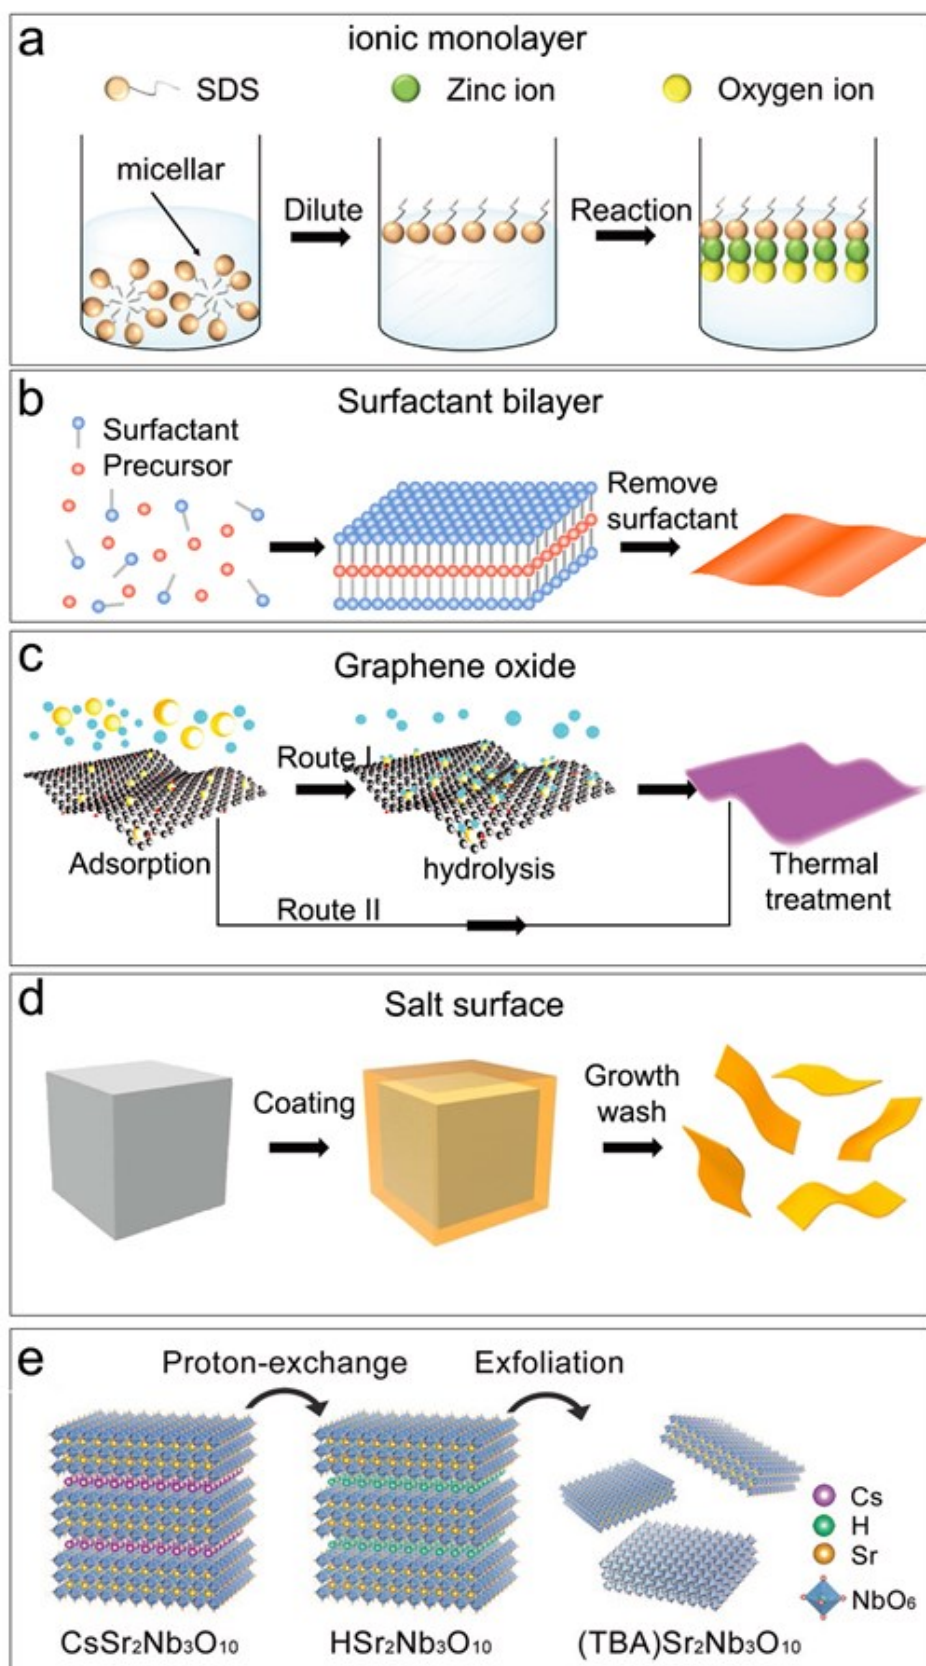 a
ionic monolayer
SDS
Zinc ion
Oxygen ion
micellar
Dilute
Reaction
b
Surfactant bilayer
Surfactant
Precursor
Remove
surfactant
c
Graphene oxide
Route I
Adsorption
hydrolysis
Thermal
treatment
Route II
d
Salt surface
Coating
Growth
wash
e
Proton-exchange
Exfoliation
Cs
H
Sr
NbO₆
CsSr₂Nb₃O₁₀
HSr₂Nb₃O₁₀
(TBA)Sr₂Nb₃O₁₀